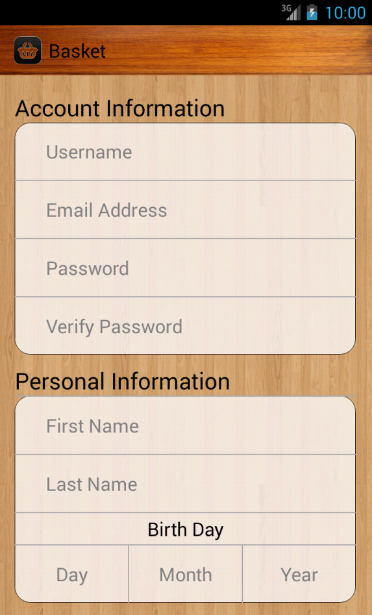 3G 10:00
Basket
Account Information
Username
Email Address
Password
Verify Password
Personal Information
First Name
Last Name
Birth Day
Day Month Year